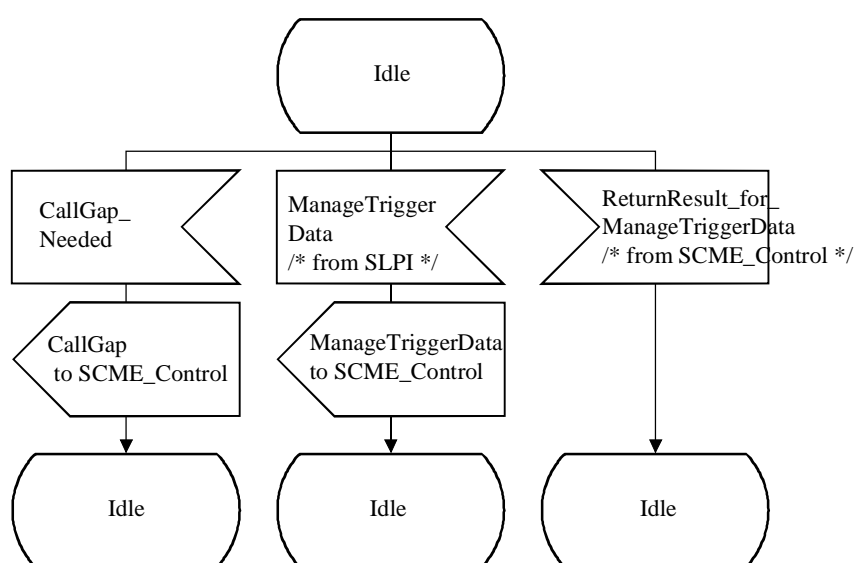 Idle
CallGap_
Needed
ManageTrigger
Data
/* from SLPI */
ReturnResult_for_
ManageTriggerData
/* from SCME_Control */
CallGap
to SCME_Control
ManageTriggerData
to SCME_Control
Idle
Idle
Idle